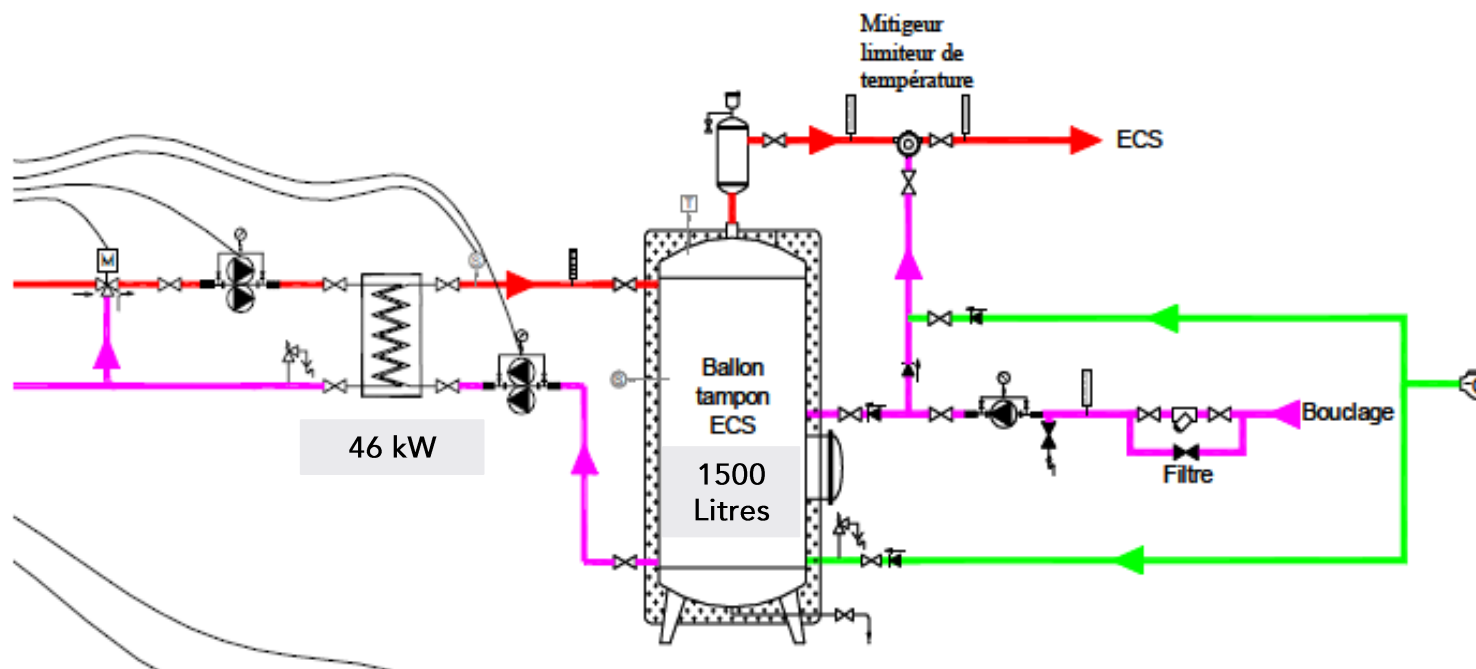 Mitigeur
limiteur de
température
ECS
T
M
S
S
Ballon
tampon
ECS
1500
Litres
46 kW
Bouclage
Filtre